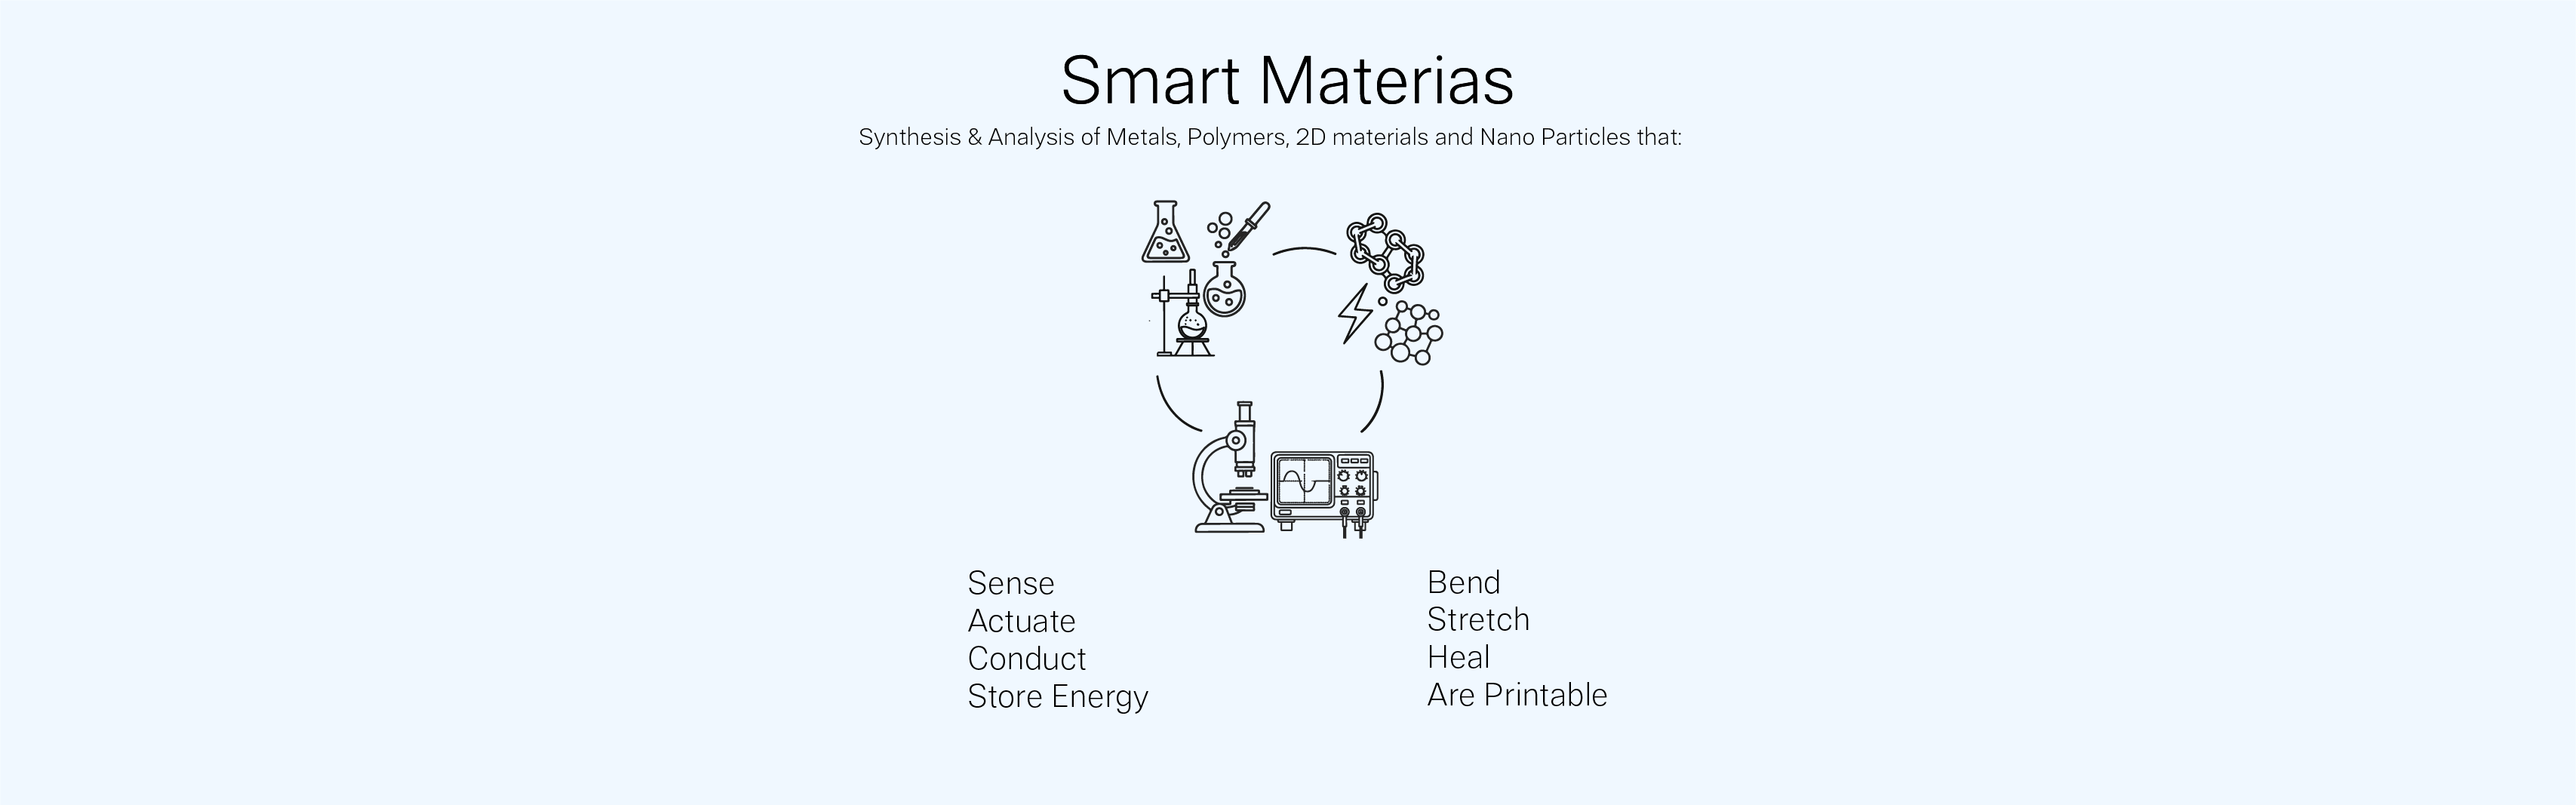 Smart Materias
Synthesis & Analysis of Metals, Polymers, 2D materials and Nano Particles that:
Sense
Actuate
Conduct
Store Energy
Bend
Stretch
Heal
Are Printable